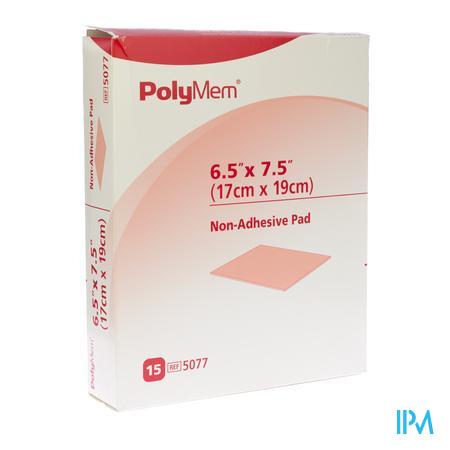 PolyMem®
6.5" x 7.5"
(17cm x 19cm)
Non-Adhesive Pad
15 REF 5077
REF 5077
Non-Adhesive Pad
6.5" x 7.5"
(17cm x 19cm)
PolyMem®
IPM